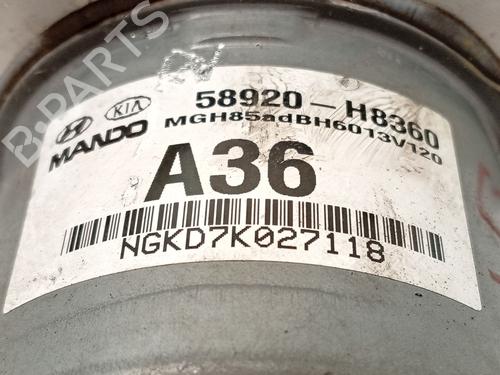 B-PARTS
KIA
58920-H8360
MANDO
MGH85adBH6013V120
A36
NGKD7K027118